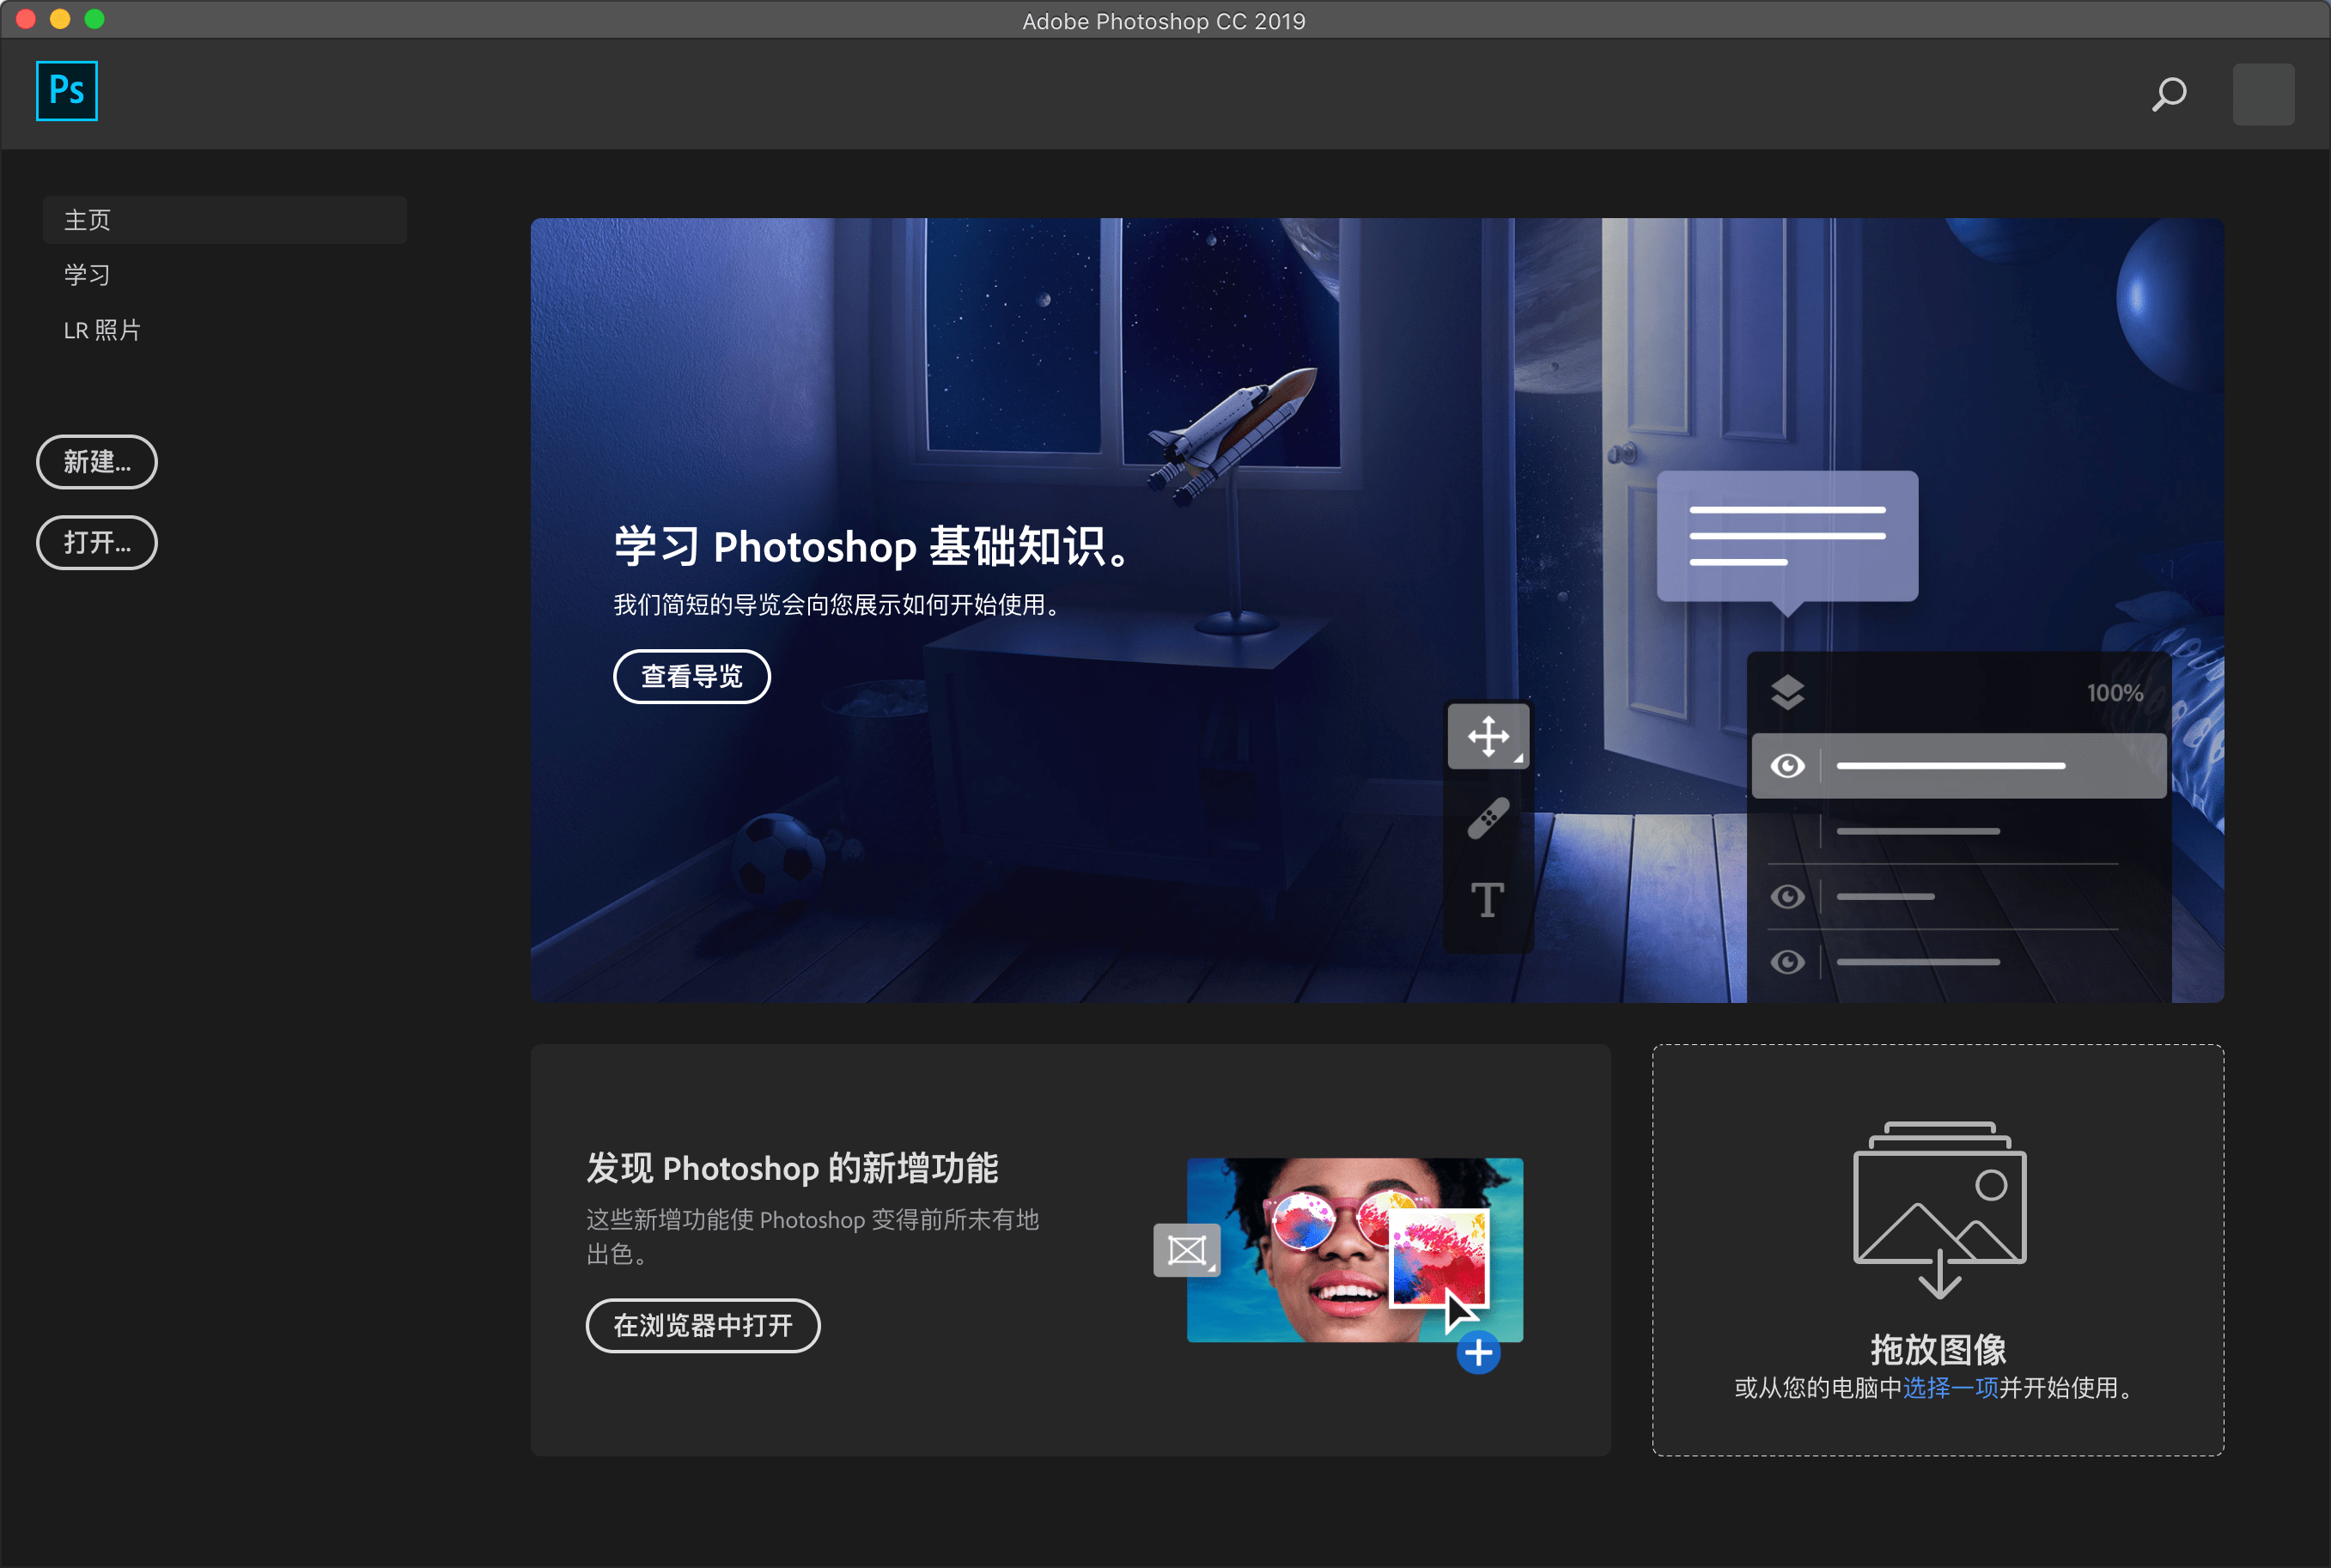 Adobe Photoshop CC 2019
Ps
主页
学习
LR 照片
新建...
打开...
学习 Photoshop 基础知识。
我们简短的导览会向您展示如何开始使用。
查看导览
100%
T
发现 Photoshop 的新增功能
这些新增功能使 Photoshop 变得前所未有地
出色。
在浏览器中打开
拖放图像
或从您的电脑中选择一项并开始使用。